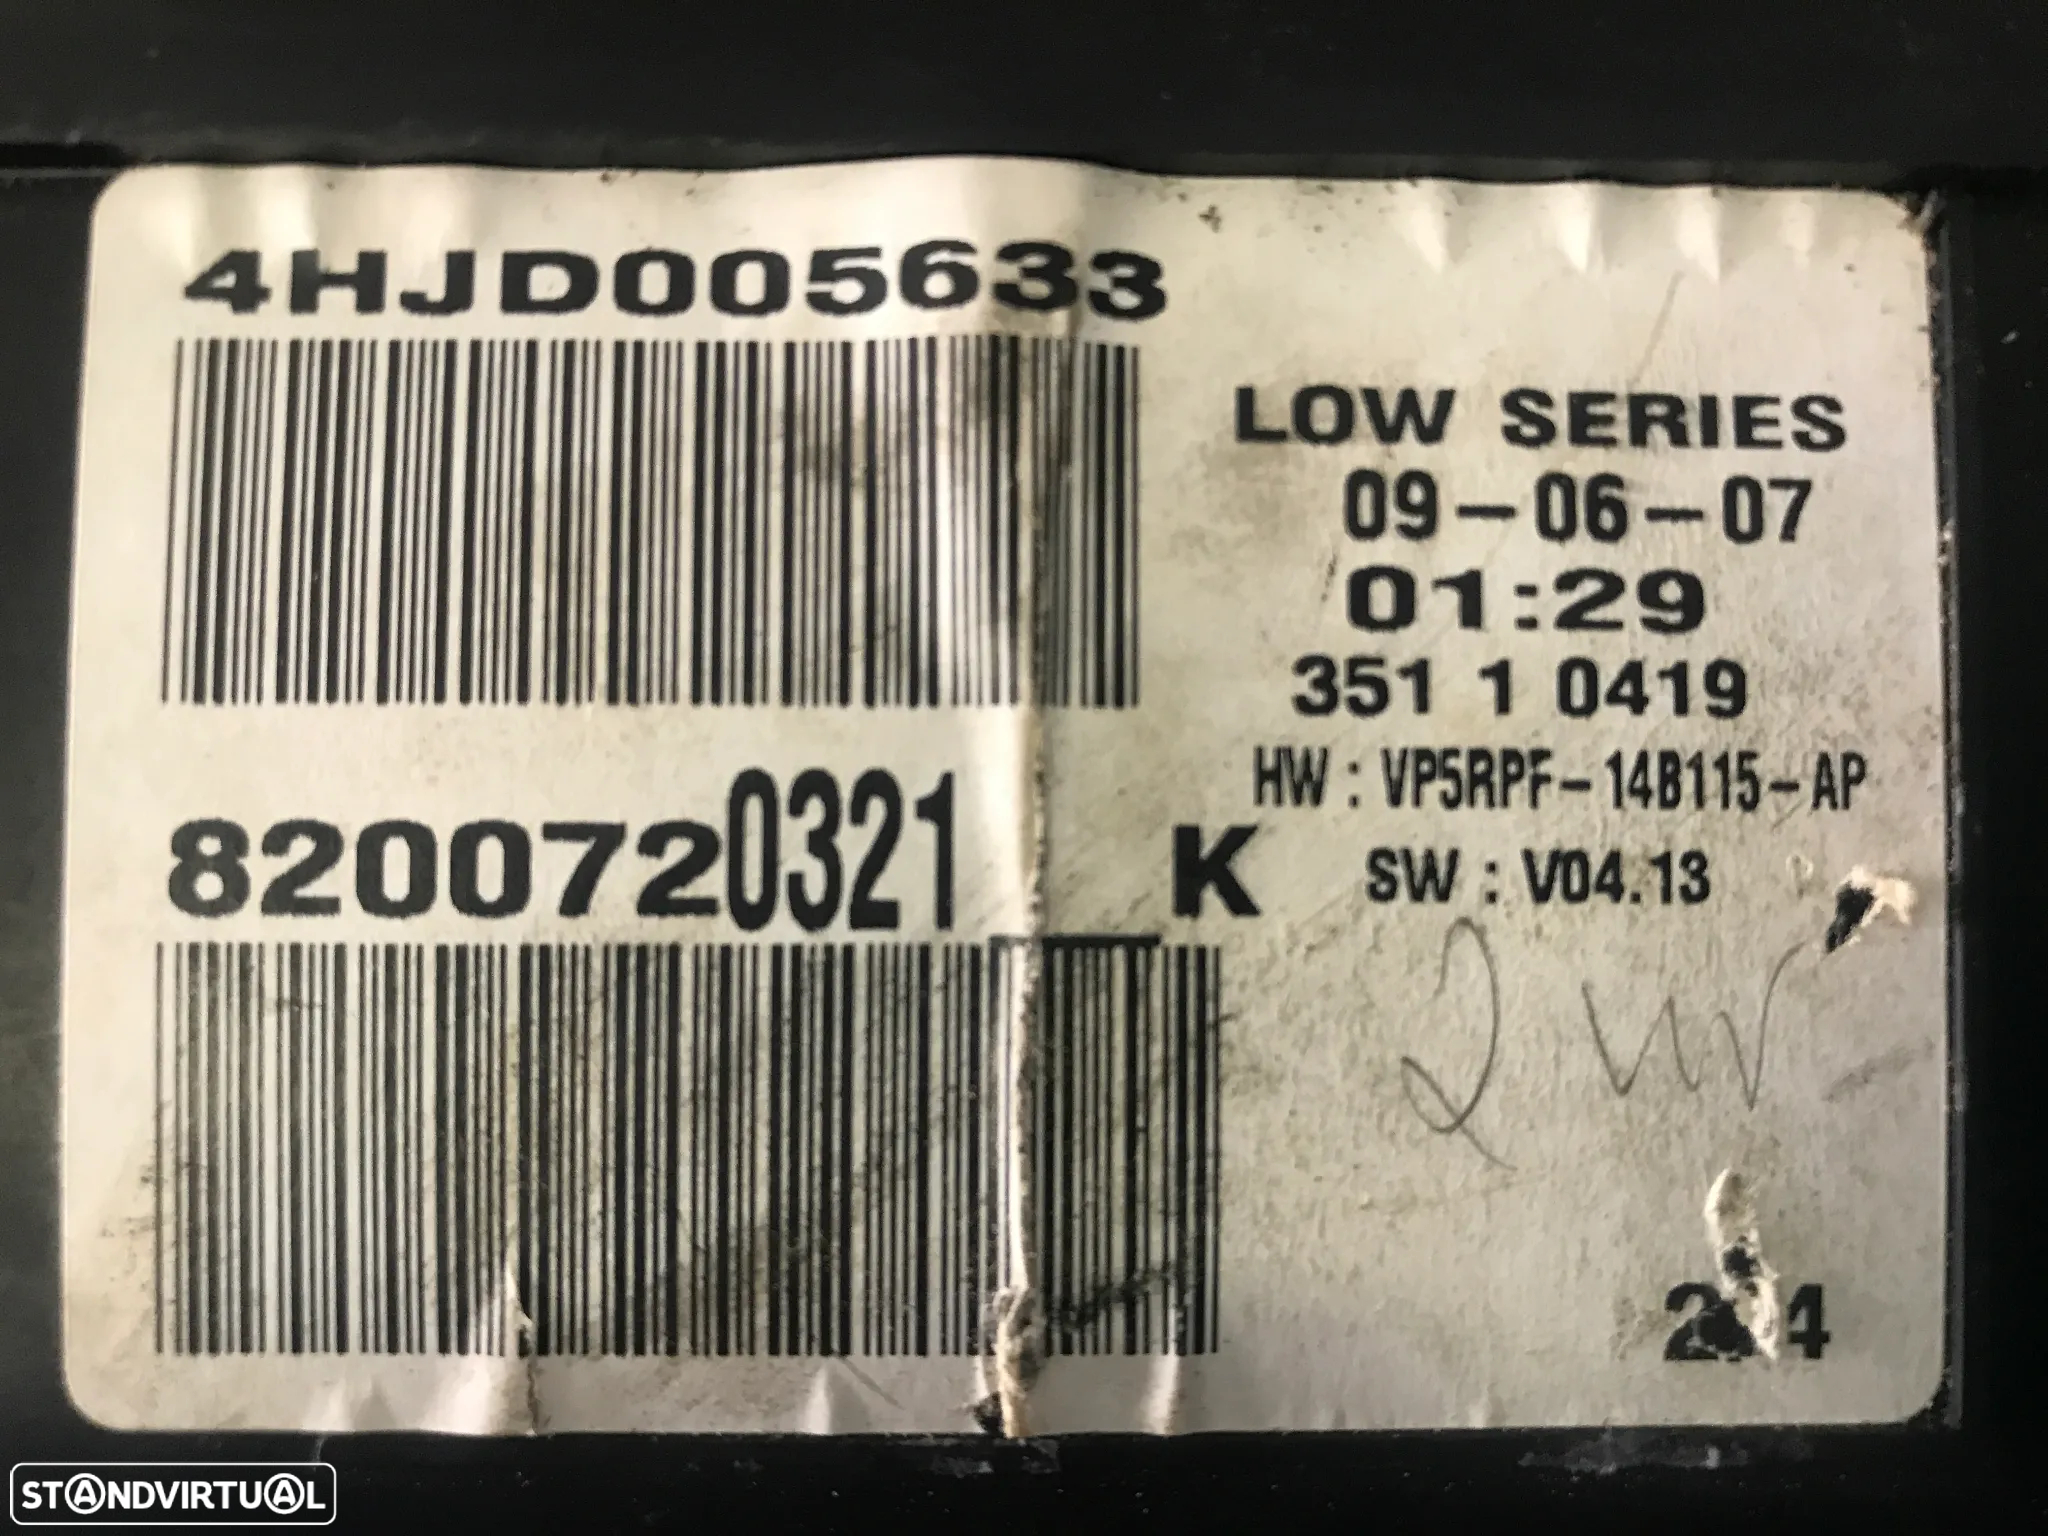 4HJD005633
LOW SERIES
09-06-07
01:29
351 1 0419
HW : VP5RPF-14B115-AP
8200720321 K
SW : V04.13
STANDVIRTUAL